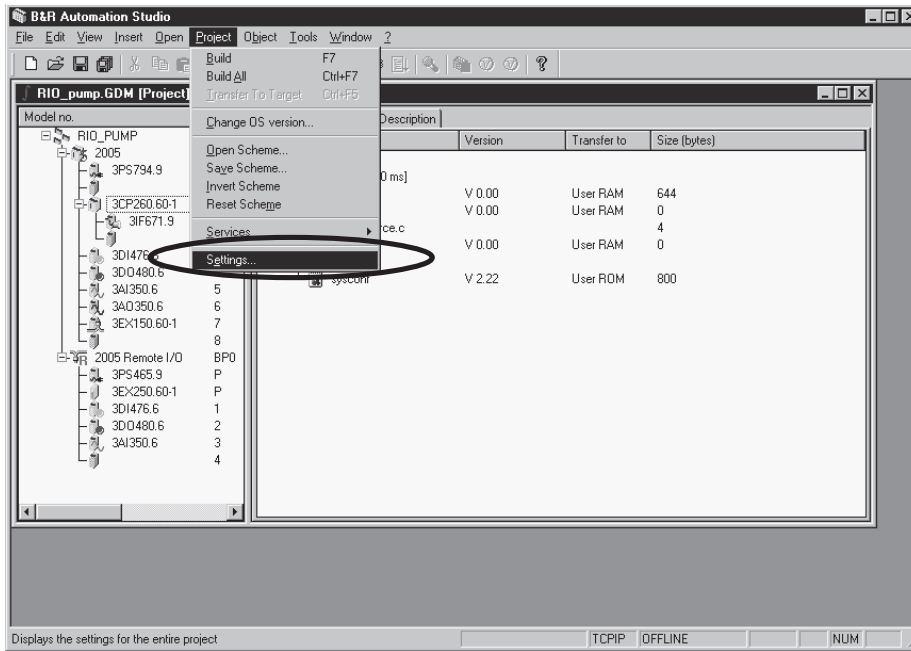 B&R Automation Studio
File Edit View Insert Open Project Object Tools Window ?
Build F7
Build All Ctrl+F7
Transfer To Target Ctrl+F5
Change OS version...
Open Scheme...
Save Scheme...
Invert Scheme
Reset Scheme
Services
Settings...
RIO_pump.GDM [Project]
Model no.
RIO_PUMP
2005
3PS794.9
3CP260.60-1
3IF671.9
3DI476.6
3DO480.6
3AI350.6 5
3AO350.6 6
3EX150.60-1 7
8
2005 Remote I/O BP0
3PS465.9 P
3EX250.60-1 P
3DI476.6 1
3DO480.6 2
3AI350.6 3
4
Description
Version Transfer to Size (bytes)
0 ms]
V 0.00 User RAM 644
V 0.00 User RAM 0
rce.c 4
V 0.00 User RAM 0
sysconf V 2.22 User ROM 800
Displays the settings for the entire project TCPIP OFFLINE NUM